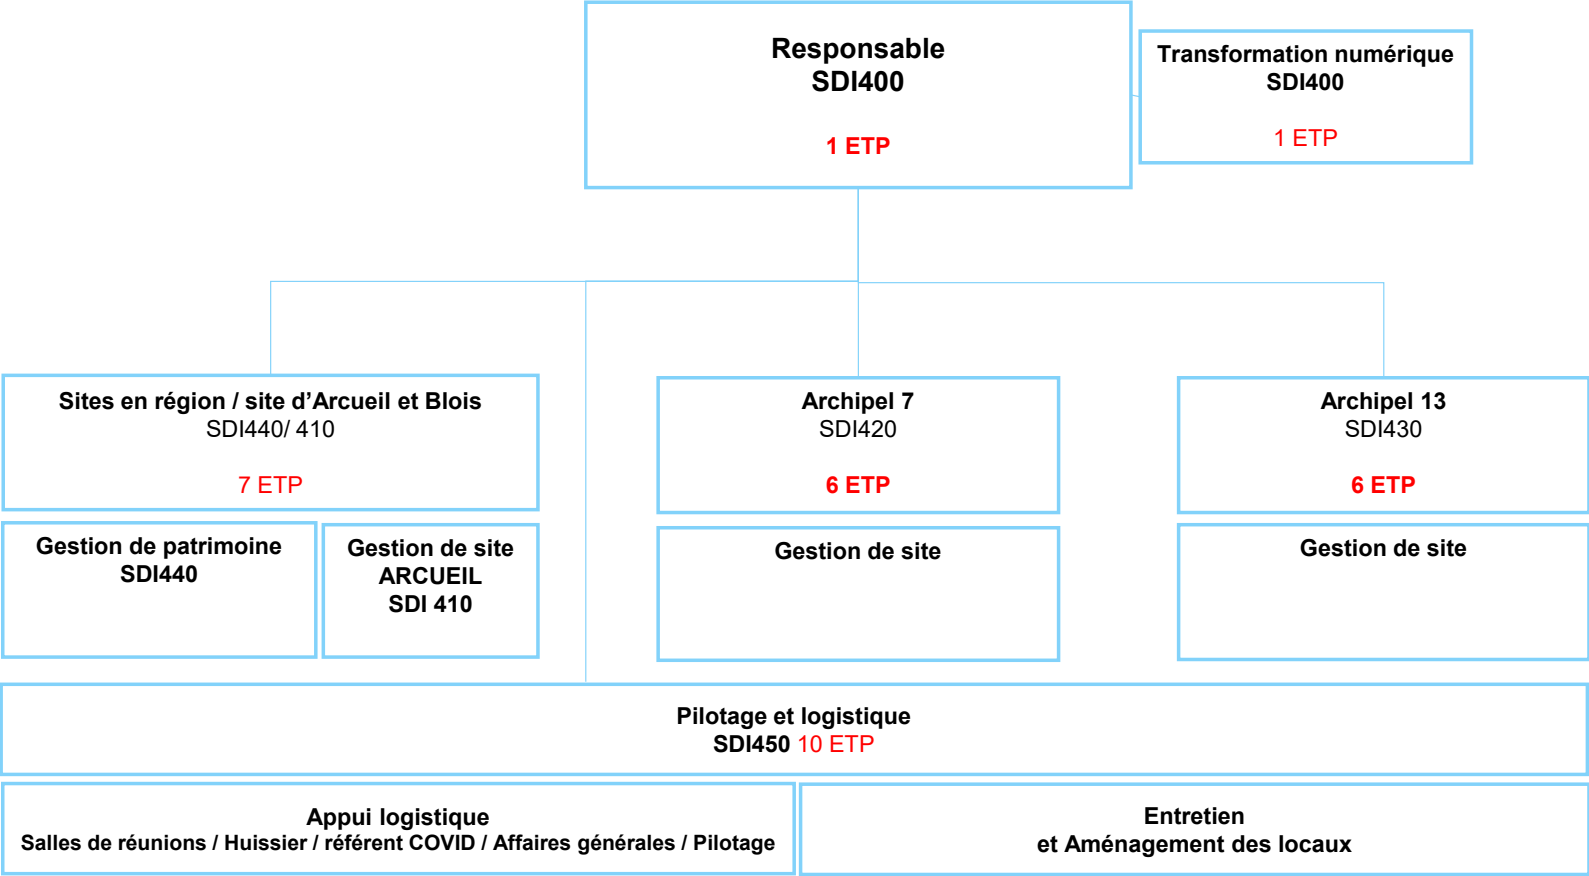 Responsable
SDI400
1 ETP
Transformation numérique
SDI400
1 ETP
Sites en région / site d’Arcueil et Blois
SDI440/ 410
7 ETP
Archipel 7
SDI420
6 ETP
Archipel 13
SDI430
6 ETP
Gestion de patrimoine
SDI440
Gestion de site
ARCUEIL
SDI 410
Gestion de site
Gestion de site
Pilotage et logistique
SDI450 10 ETP
Appui logistique
Salles de réunions / Huissier / référent COVID / Affaires générales / Pilotage
Entretien
et Aménagement des locaux